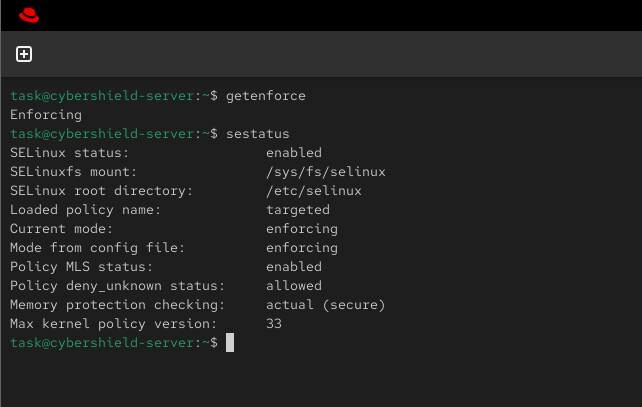 task@cybershield-server:~$ getenforce
Enforcing
task@cybershield-server:~$ sestatus
SELinux status:                 enabled
SELinuxfs mount:                /sys/fs/selinux
SELinux root directory:         /etc/selinux
Loaded policy name:             targeted
Current mode:                   enforcing
Mode from config file:          enforcing
Policy MLS status:              enabled
Policy deny_unknown status:     allowed
Memory protection checking:     actual (secure)
Max kernel policy version:      33
task@cybershield-server:~$